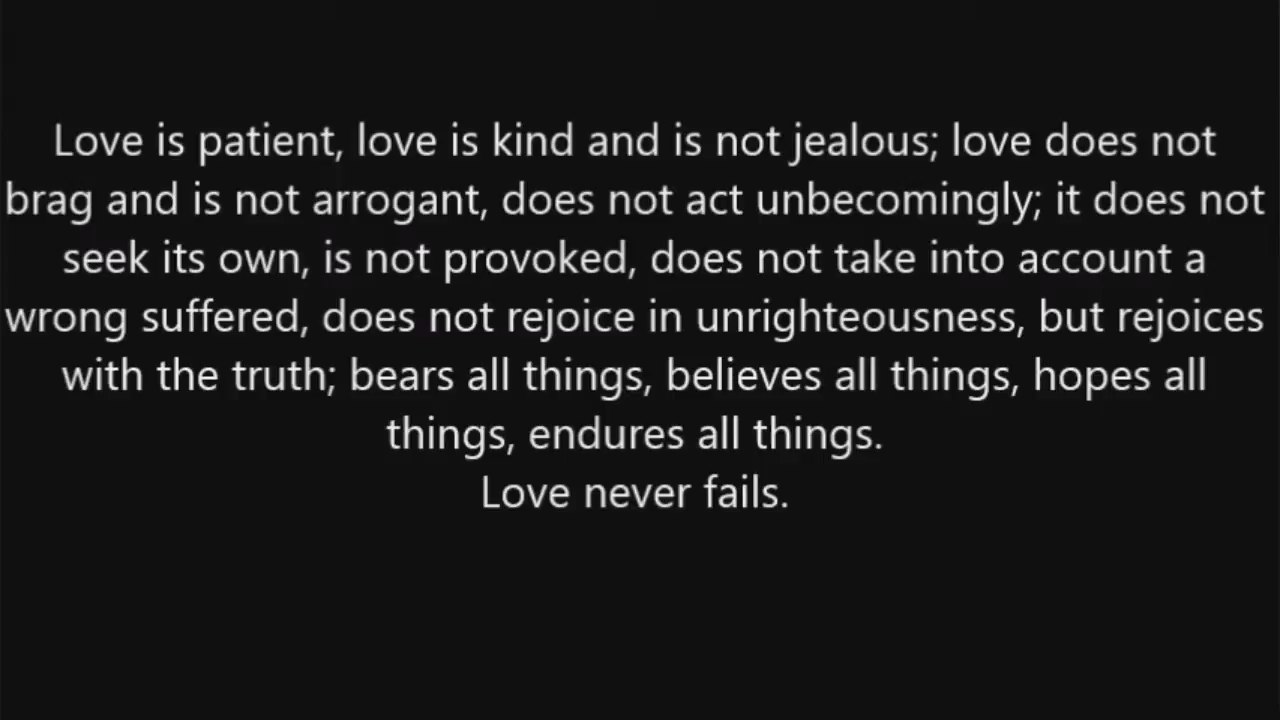 Love is patient, love is kind and is not jealous; love does not
brag and is not arrogant, does not act unbecomingly; it does not
seek its own, is not provoked, does not take into account a
wrong suffered, does not rejoice in unrighteousness, but rejoices
with the truth; bears all things, believes all things, hopes all
things, endures all things.
Love never fails.